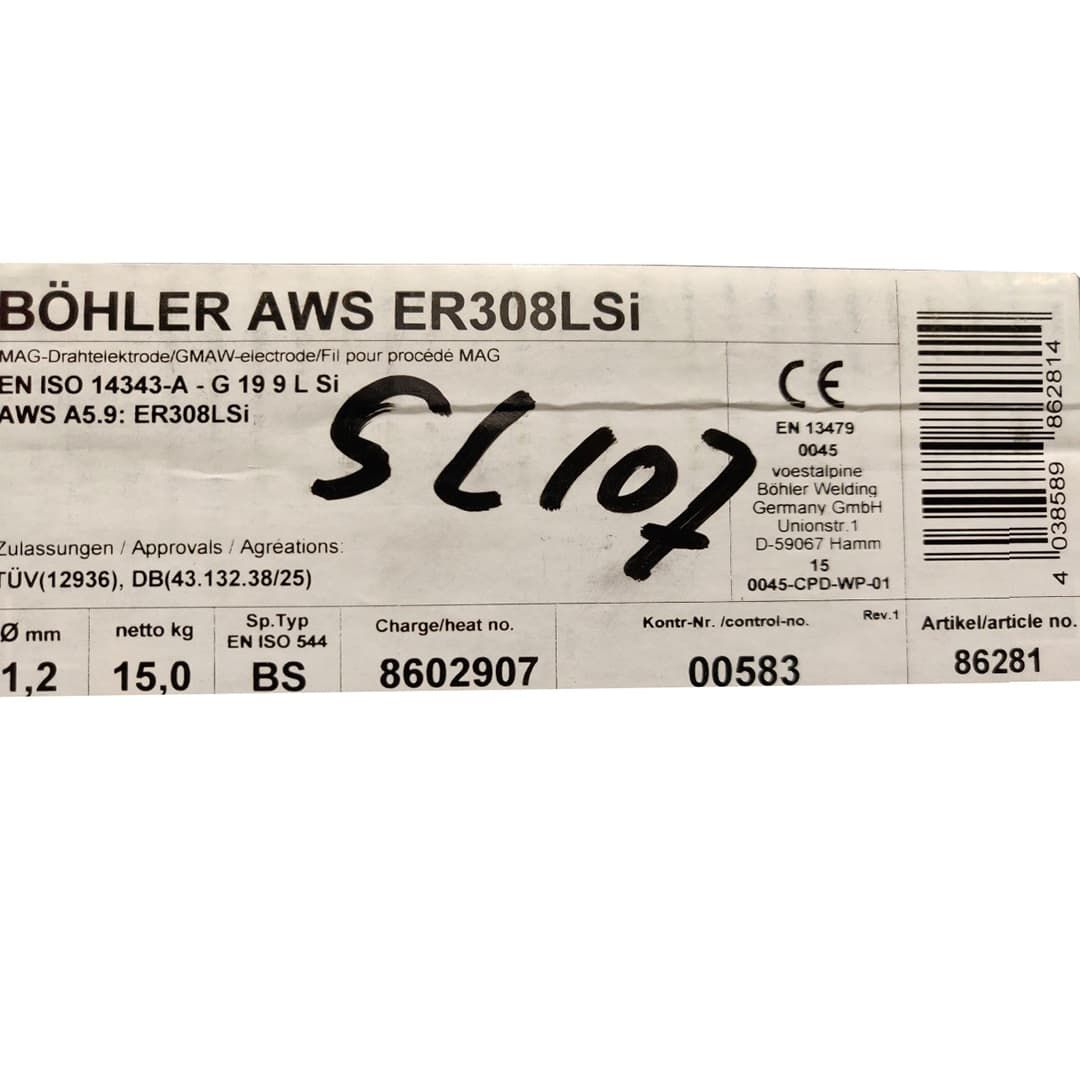 BÖHLER AWS ER308LSi
MAG-Drahtelektrode/GMAW-electrode/Fil pour procédé MAG
EN ISO 14343-A - G 19 9 L Si
AWS A5.9: ER308LSi
SL107
CE
EN 13479
0045
voestalpine
Böhler Welding
Germany GmbH
Unionstr.1
D-59067 Hamm
15
0045-CPD-WP-01
4 038589 862814
Zulassungen / Approvals / Agréations:
TÜV(12936), DB(43.132.38/25)
Ø mm
1,2
netto kg
15,0
Sp.Typ
EN ISO 544
BS
Charge/heat no.
8602907
Kontr-Nr. /control-no.
Rev.1
00583
Artikel/article no.
86281